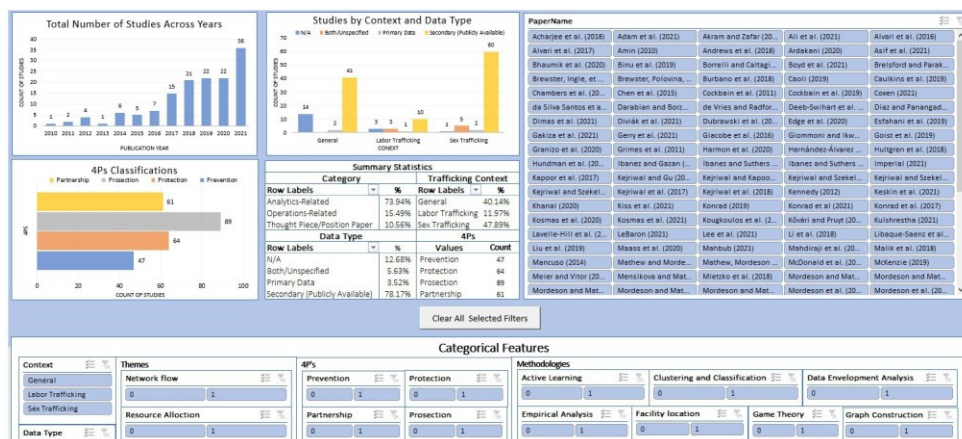 Total Number of Studies Across Years
COUNT OF STUDIES
40
35
30
25
20
15
10
5
0
1 2 4 1 6 5 7 15 21 22 22 36
2010 2011 2012 2013 2014 2015 2016 2017 2018 2019 2020 2021
PUBLICATION YEAR
Studies by Context and Data Type
N/A Both/Unspecified Primary Data Secondary (Publicly Available)
COUNT OF STUDIES
70
60
50
40
30
20
10
0
14 2 41 3 3 1 10 1 5 2 60
General Labor Trafficking Sex Trafficking
CONEXT
4Ps Classifications
Partnership Prosection Protection Prevention
4PS
61
89
64
47
0 20 40 60 80 100
COUNT OF STUDIES
Summary Statistics
Category Trafficking Context
Row Labels % Row Labels %
Analytics-Related 73.94% General 40.14%
Operations-Related 15.49% Labor Trafficking 11.97%
Thought Piece/Position Paper 10.56% Sex Trafficking 47.89%
Data Type 4Ps
Row Labels % Values Count
N/A 12.68% Prevention 47
Both/Unspecified 5.63% Protection 64
Primary Data 3.52% Prosection 89
Secondary (Publicly Available) 78.17% Partnership 61
PaperName
Acharjee et al. (2018) Adam et al. (2021) Akram and Zafar (20... Ali et al. (2021) Alvari et al. (2016)
Alvari et al. (2017) Amin (2010) Andrews et al. (2018) Ardakani (2020) Asif et al. (2021)
Bhaumik et al. (2020) Binu et al. (2019) Borrelli and Caltagi... Boyd et al. (2021) Brelsford and Parak...
Brewster, Ingle, et ... Brewster, Polovina, ... Burbano et al. (2018) Caoli (2019) Caulkins et al. (2019)
Chambers et al. (20... Chen et al. (2015) Cockbain et al. (2011) Cockbain et al. (2019) Coxen (2021)
da Silva Santos et a... Darabian and Borz... de Vries and Radfor... Deeb-Swihart et al. ... Diaz and Panangad...
Dimas et al. (2021) Diviák et al. (2021) Dubrawski et al. (20... Edge et al. (2020) Esfahani et al. (2019)
Gakiza et al. (2021) Gerry et al. (2021) Giacobe et al. (2016) Giommoni and Ikw... Goist et al. (2019)
Granizo et al. (2020) Grimes et al. (2011) Harmon et al. (2020) Hernández-Álvarez ... Hultgren et al. (2018)
Hundman et al. (20... Ibanez and Gazan (... Ibanez and Suthers ... Ibanez and Suthers ... Imperial (2021)
Kapoor et al. (2017) Kejriwal and Gu (20... Kejriwal and Kapoo... Kejriwal and Szekel... Kejriwal and Szekel...
Kejriwal and Szekel... Kejriwal et al. (2017) Kejriwal et al. (2018) Kennedy (2012) Keskin et al. (2021)
Khanal (2020) Kiss et al. (2021) Konrad (2019) Konrad et al. (2021) Konrad et al. (2017)
Kosmas et al. (2020) Kosmas et al. (2021) Kougkoulos et al. (2... Kővári and Pruyt (20... Kulshrestha (2021)
Lavelle-Hill et al. (2... LeBaron (2021) Lee et al. (2021) Li et al. (2018) Libaque-Saenz et al...
Liu et al. (2019) Maass et al. (2020) Mahbub (2021) Mahdiraji et al. (20... Malik et al. (2018)
Mancuso (2014) Mathew and Morde... Mathew, Mordeson ... McDonald et al. (20... McKenzie (2019)
Meier and Vitor (20... Mensikova and Mat... Mletzko et al. (2018) Mordeson and Mat... Mordeson and Mat...
Mordeson and Mat... Mordeson and Mat... Mordeson and Mat... Mordeson et al. (20... Mordeson et al. (20...
Clear All Selected Filters
Categorical Features
Context
General
Labor Trafficking
Sex Trafficking
Data Type
Themes
Network flow
0 1
Resource Alloction
0 1
4P's
Prevention Protection
0 1 0 1
Partnership Prosection
0 1 0 1
Methodologies
Active Learning Clustering and Classification Data Envelopment Analysis
0 1 0 1 0 1
Empirical Analysis Facility location Game Theory Graph Construction
0 1 0 1 0 1 0 1